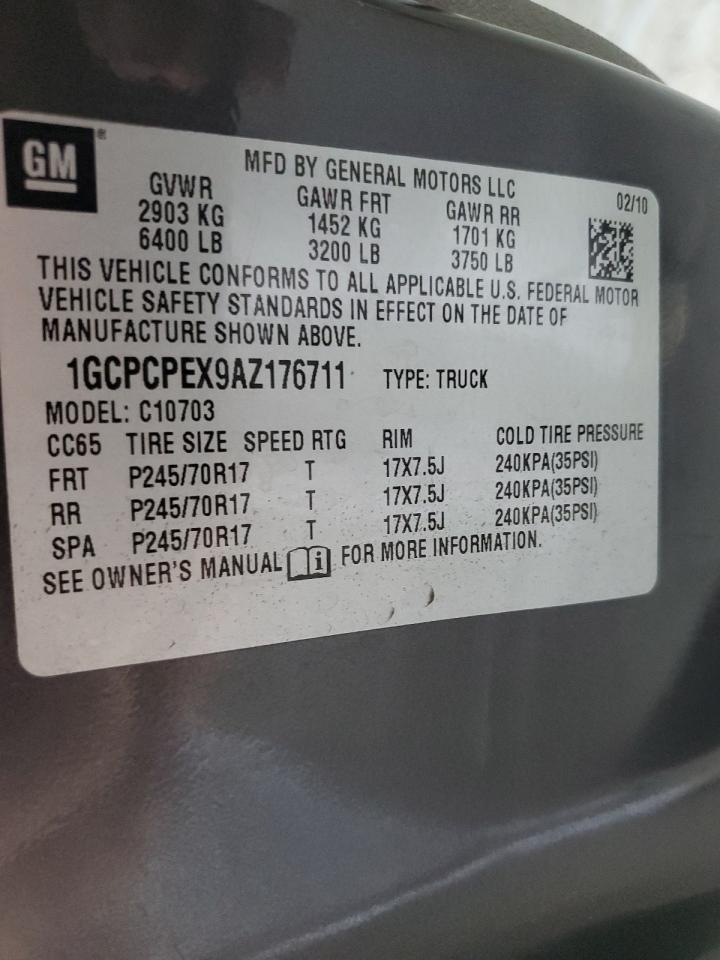 GM®
MFD BY GENERAL MOTORS LLC
02/10
GVWR GAWR FRT GAWR RR
2903 KG 1452 KG 1701 KG
6400 LB 3200 LB 3750 LB
THIS VEHICLE CONFORMS TO ALL APPLICABLE U.S. FEDERAL MOTOR
VEHICLE SAFETY STANDARDS IN EFFECT ON THE DATE OF
MANUFACTURE SHOWN ABOVE.
1GCPCPEX9AZ176711 TYPE: TRUCK
MODEL: C10703
CC65 TIRE SIZE SPEED RTG RIM COLD TIRE PRESSURE
FRT P245/70R17 T 17X7.5J 240KPA(35PSI)
RR P245/70R17 T 17X7.5J 240KPA(35PSI)
SPA P245/70R17 T 17X7.5J 240KPA(35PSI)
SEE OWNER'S MANUAL i FOR MORE INFORMATION.